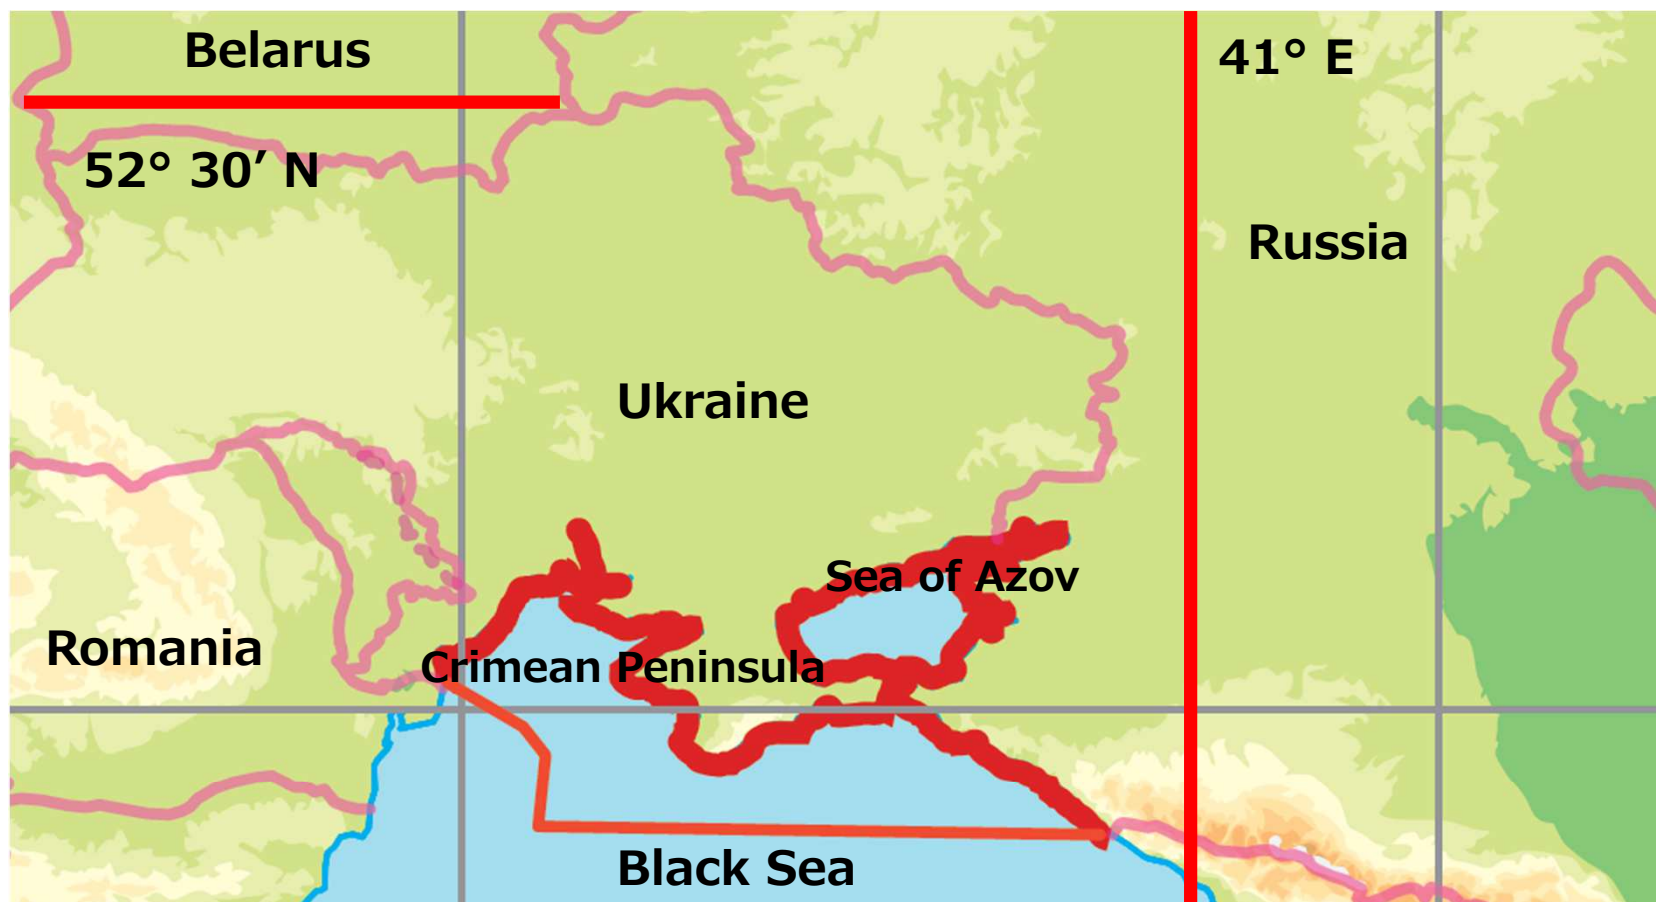 Belarus
41° E
52° 30′ N
Russia
Ukraine
Sea of Azov
Romania
Crimean Peninsula
Black Sea